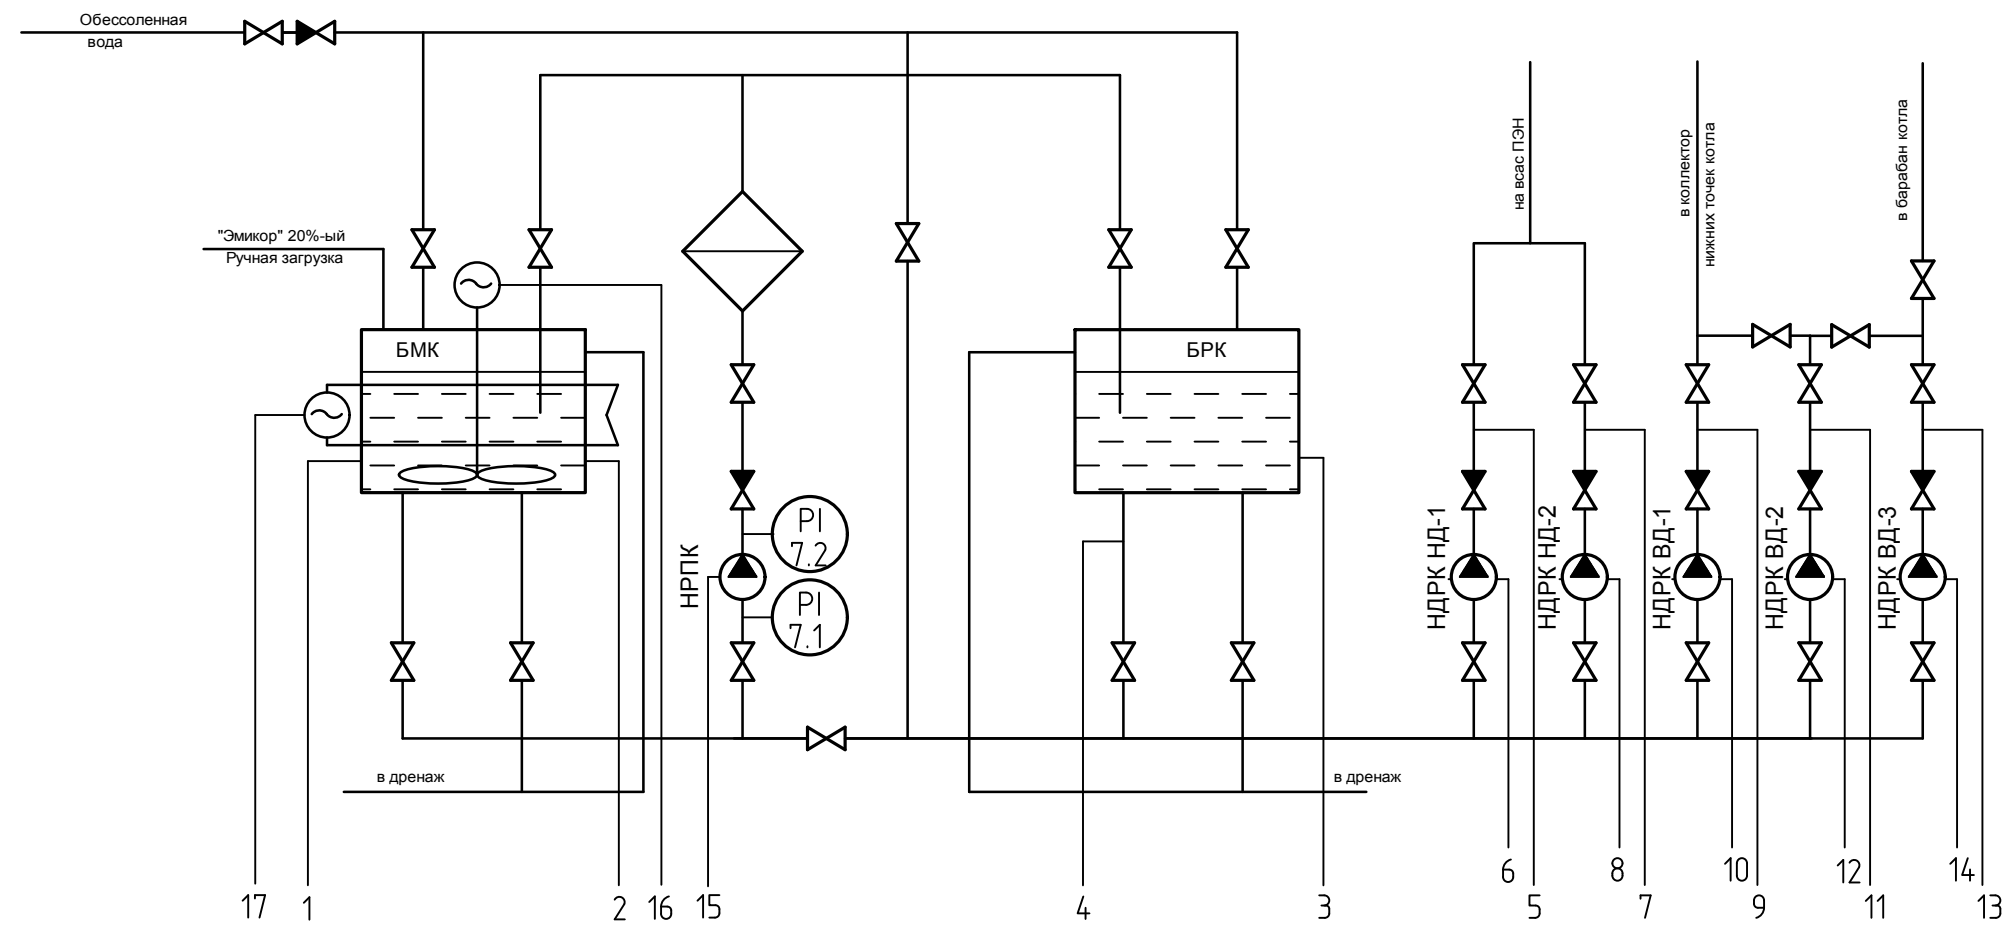 Обессоленная
вода
"Эмикор" 20%-ый
Ручная загрузка
БМК
БРК
на всас ПЭН
в коллектор
нижних точек котла
в барабан котла
PI
7.2
PI
7.1
НРПК
НДРК НД-1
НДРК НД-2
НДРК ВД-1
НДРК ВД-2
НДРК ВД-3
в дренаж
в дренаж
6
8
10
12
14
17
1
2
16
15
4
3
5
7
9
11
13